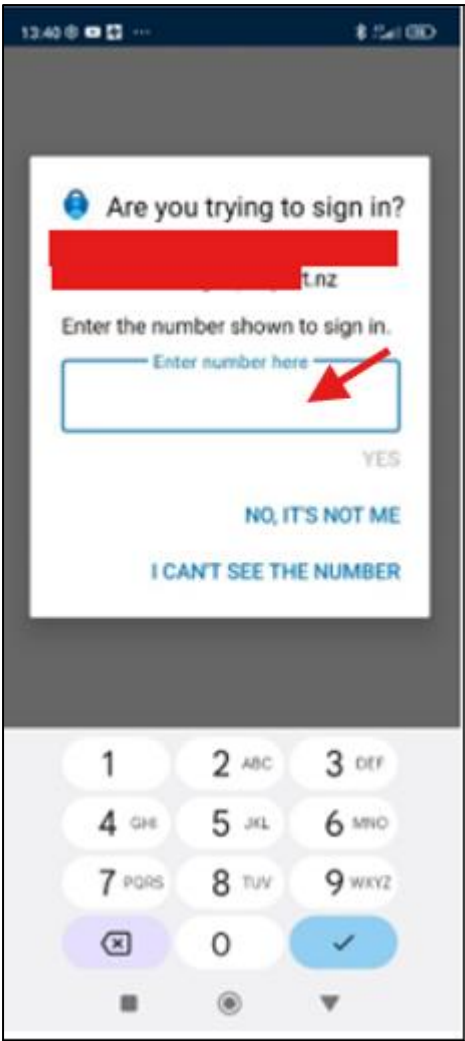 13:40
Are you trying to sign in?
t.nz
Enter the number shown to sign in.
Enter number here
YES
NO, IT'S NOT ME
I CAN'T SEE THE NUMBER
1
2 ABC
3 DEF
4 GHI
5 JKL
6 MNO
7 PQRS
8 TUV
9 WXYZ
0